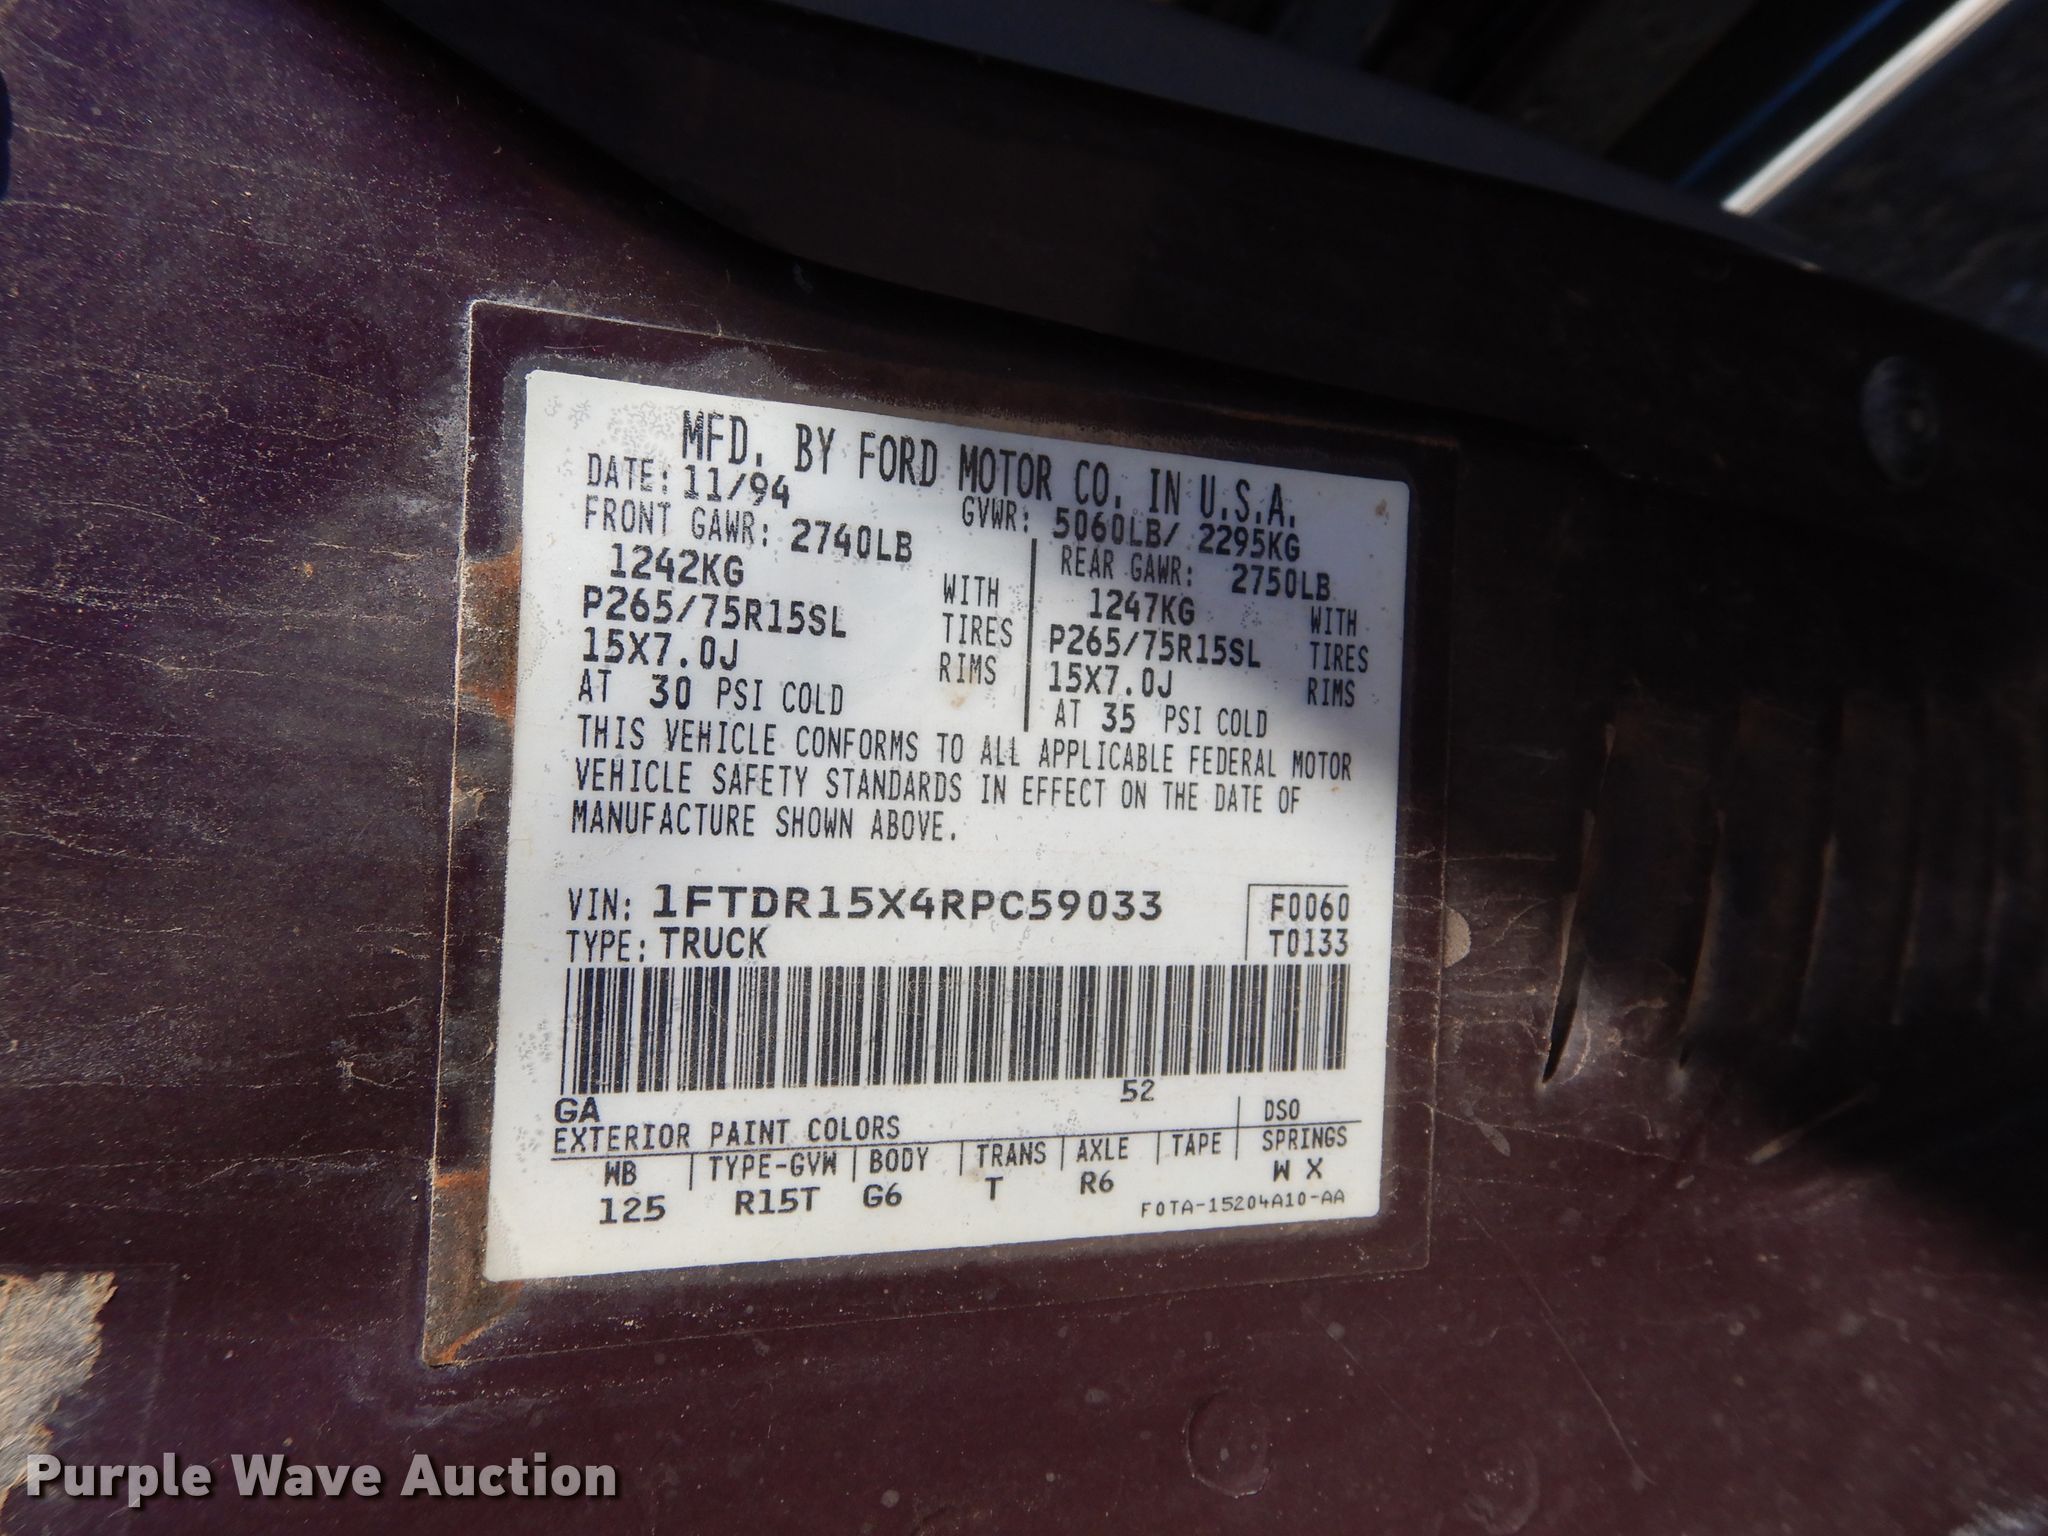 MFD. BY FORD MOTOR CO. IN U.S.A.
DATE: 11/94 GVWR: 5060LB/ 2295KG
FRONT GAWR: 2740LB REAR GAWR: 2750LB
1242KG WITH 1247KG WITH
P265/75R15SL TIRES P265/75R15SL TIRES
15X7.0J RIMS 15X7.0J RIMS
AT 30 PSI COLD AT 35 PSI COLD
THIS VEHICLE CONFORMS TO ALL APPLICABLE FEDERAL MOTOR
VEHICLE SAFETY STANDARDS IN EFFECT ON THE DATE OF
MANUFACTURE SHOWN ABOVE.
VIN: 1FTDR15X4RPC59033 F0060
TYPE: TRUCK T0133
GA 52
EXTERIOR PAINT COLORS DSO
WB TYPE-GVW BODY TRANS AXLE TAPE SPRINGS
125 R15T G6 T R6 W X
F0TA-15204A10-AA
Purple Wave Auction